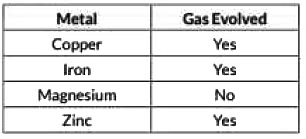 Metal Gas Evolved
Copper Yes
Iron Yes
Magnesium No
Zinc Yes